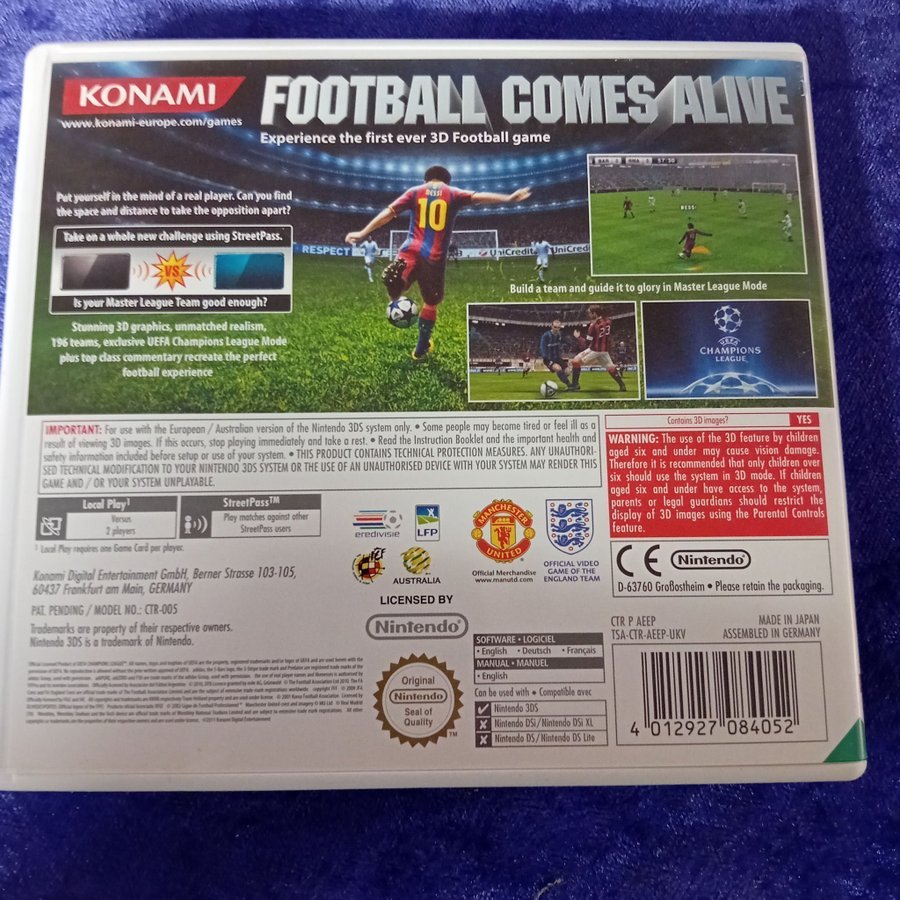 KONAMI
FOOTBALL COMES ALIVE
www.konami-europe.com/games
Experience the first ever 3D Football game
Put yourself in the mind of a real player. Can you find
the space and distance to take the opposition apart?
Take on a whole new challenge using StreetPass.
VS
Is your Master League Team good enough?
Stunning 3D graphics, unmatched realism,
196 teams, exclusive UEFA Champions League Mode
plus top class commentary recreate the perfect
football experience
MESSI
10
RESPECT
UniCredit
UniCredi
MESSI
Build a team and guide it to glory in Master League Mode
23
UEFA
CHAMPIONS
LEAGUE
IMPORTANT: For use with the European / Australian version of the Nintendo 3DS system only. • Some people may become tired or feel ill as a
result of viewing 3D images. If this occurs, stop playing immediately and take a rest. • Read the Instruction Booklet and the important health and
safety information included before setup or use of your system. • THIS PRODUCT CONTAINS TECHNICAL PROTECTION MEASURES. ANY UNAUTHORI-
SED TECHNICAL MODIFICATION TO YOUR NINTENDO 3DS SYSTEM OR THE USE OF AN UNAUTHORISED DEVICE WITH YOUR SYSTEM MAY RENDER THIS
GAME AND / OR YOUR SYSTEM UNPLAYABLE.
Contains 3D images? YES
WARNING: The use of the 3D feature by children
aged six and under may cause vision damage.
Therefore it is recommended that only children over
six should use the system in 3D mode. If children
aged six and under have access to the system,
parents or legal guardians should restrict the
display of 3D images using the Parental Controls
feature.
Local Play¹
Versus
2 players
StreetPass™
Play matches against other
StreetPass users
¹ Local Play requires one Game Card per player.
Konami Digital Entertainment GmbH, Berner Strasse 103-105,
60437 Frankfurt am Main, GERMANY
PAT. PENDING / MODEL NO.: CTR-005
Trademarks are property of their respective owners.
Nintendo 3DS is a trademark of Nintendo.
eredivisie
LFP
AUSTRALIA
MANCHESTER
UNITED
Official Merchandise
www.manutd.com
OFFICIAL VIDEO
GAME OF THE
ENGLAND TEAM
LICENSED BY
Nintendo®
Original
Nintendo
Seal of
Quality
TM
SOFTWARE • LOGICIEL
• English • Deutsch • Français
MANUAL • MANUEL
• English
Can be used with • Compatible avec
Nintendo 3DS
Nintendo DSi/Nintendo DSi XL
Nintendo DS/Nintendo DS Lite
CE Nintendo®
D-63760 Großostheim • Please retain the packaging.
CTR P AEEP
TSA-CTR-AEEP-UKV
MADE IN JAPAN
ASSEMBLED IN GERMANY
4 012927 084052